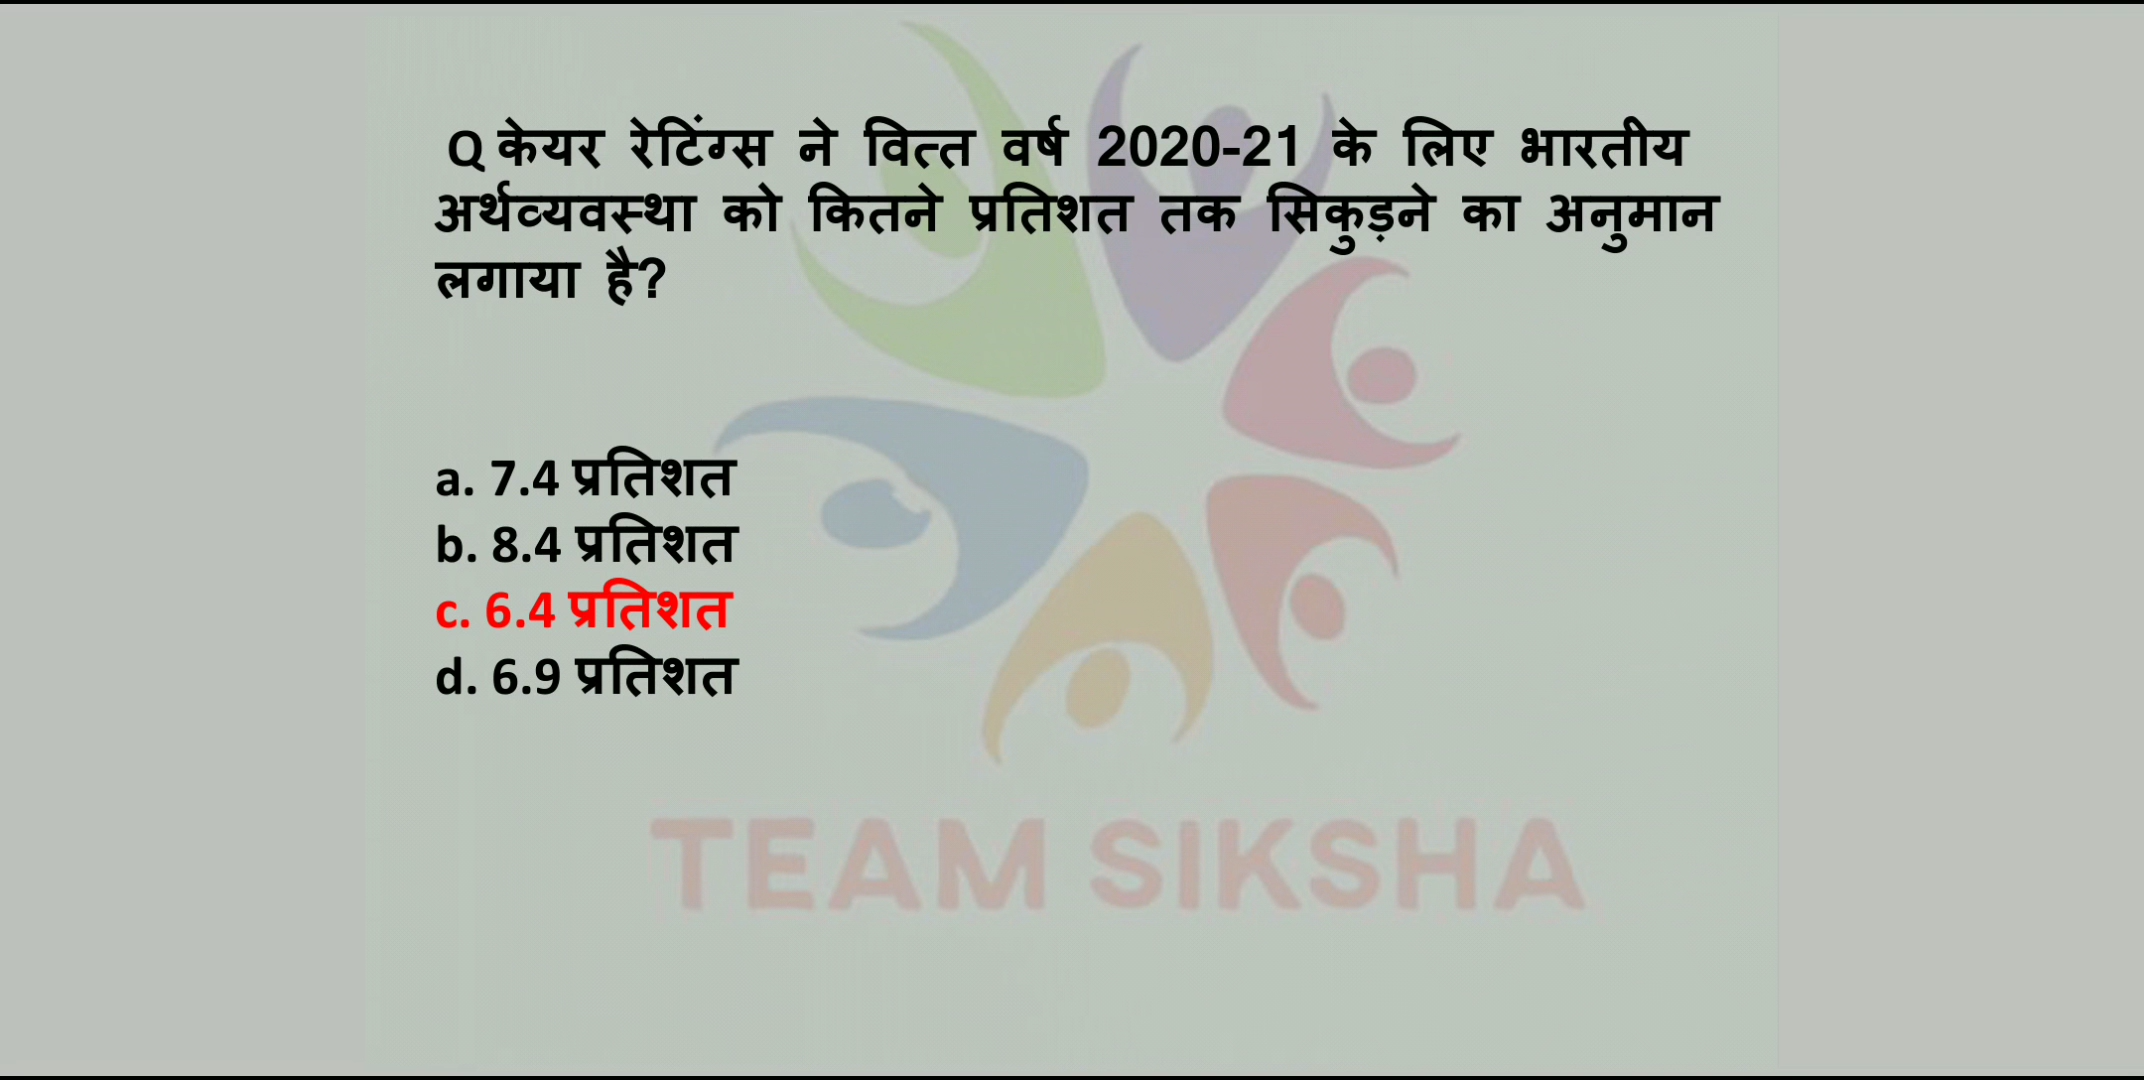 Q केयर रेटिंग्स ने वित्त वर्ष 2020-21 के लिए भारतीय
अर्थव्यवस्था को कितने प्रतिशत तक सिकुड़ने का अनुमान
लगाया है?
a. 7.4 प्रतिशत
b. 8.4 प्रतिशत
c. 6.4 प्रतिशत
d. 6.9 प्रतिशत
TEAM SIKSHA